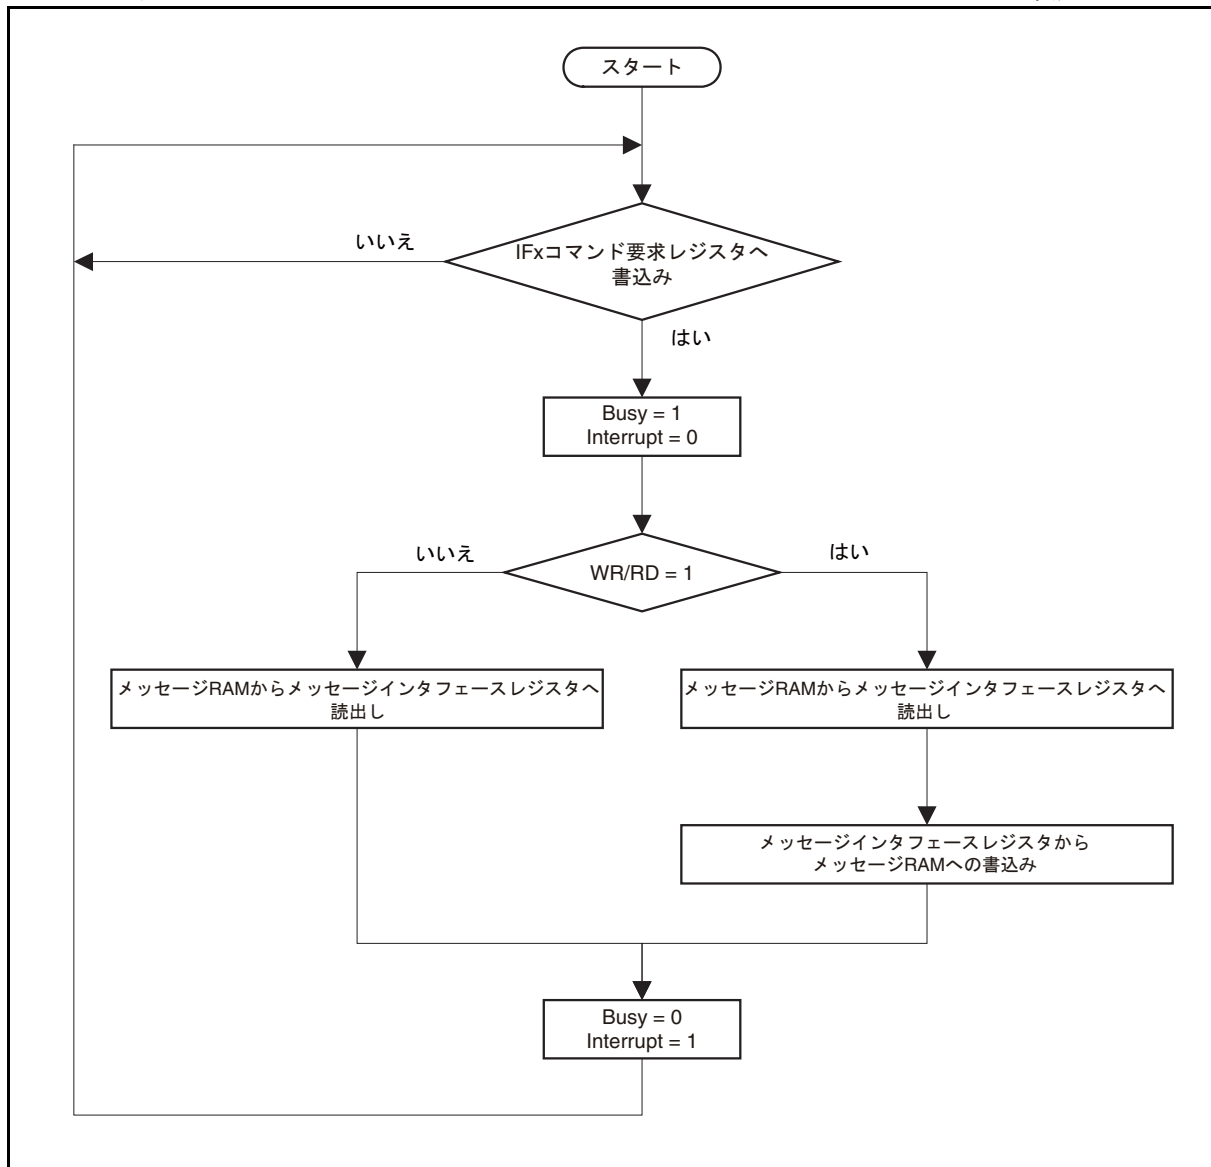 スタート
いいえ
IFxコマンド要求レジスタへ
書込み
はい
Busy = 1
Interrupt = 0
いいえ
はい
WR/RD = 1
メッセージRAMからメッセージインタフェースレジスタへ
読出し
メッセージRAMからメッセージインタフェースレジスタへ
読出し
メッセージインタフェースレジスタから
メッセージRAMへの書込み
Busy = 0
Interrupt = 1